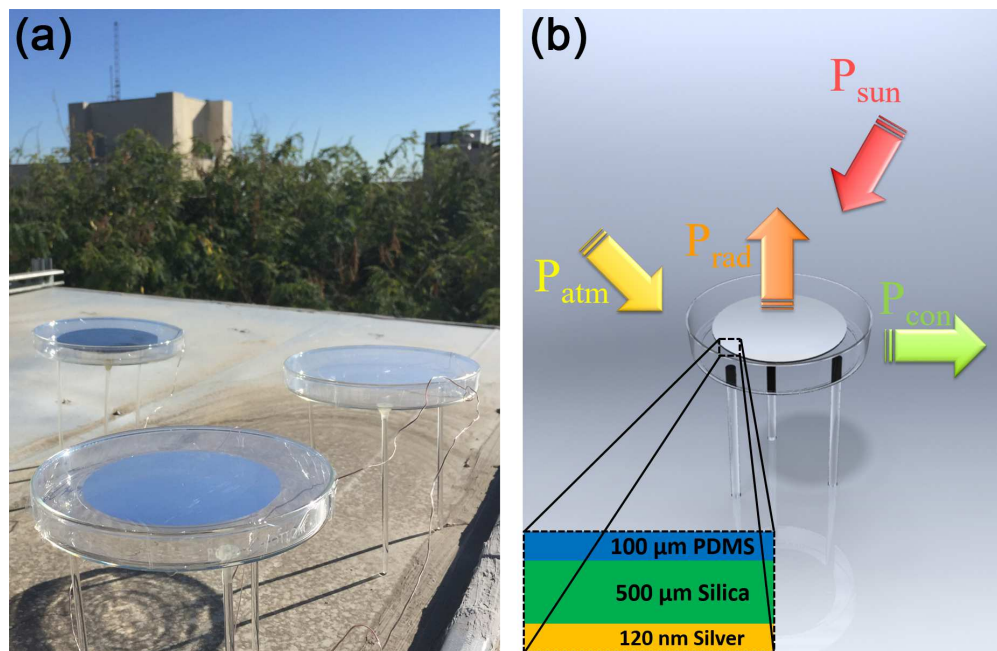 (a)
(b)
P_sun
P_rad
P_atm
P_con
100 µm PDMS
500 µm Silica
120 nm Silver